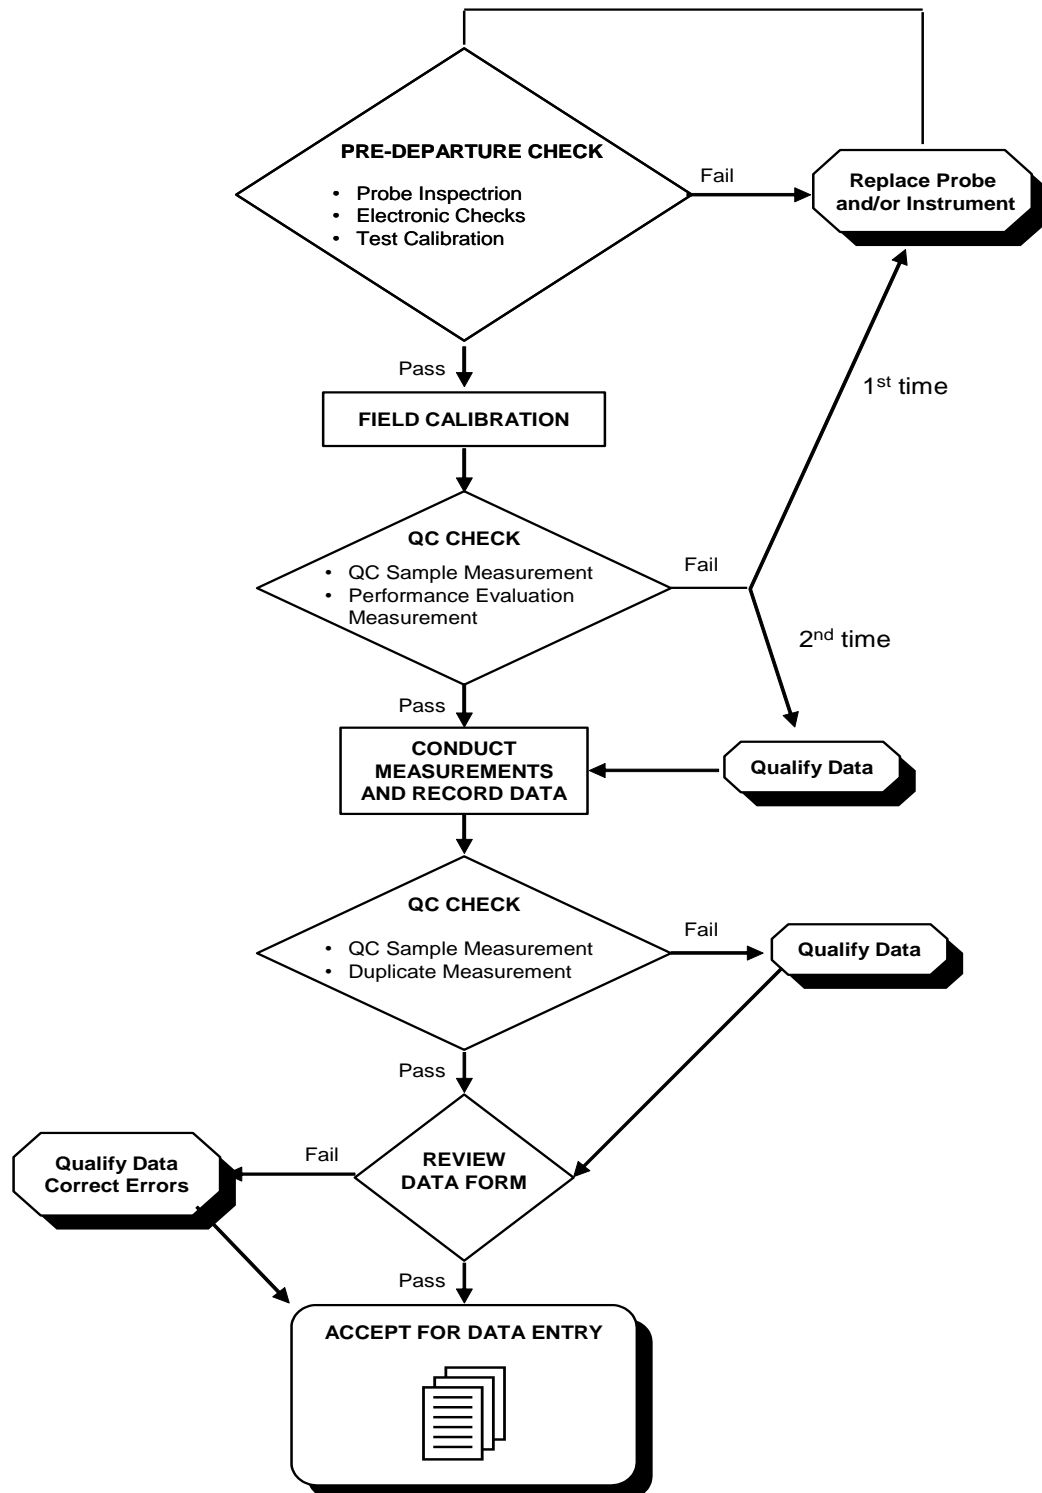 PRE-DEPARTURE CHECK
• Probe Inspectrion
• Electronic Checks
• Test Calibration
Fail
Replace Probe
and/or Instrument
Pass
1st time
FIELD CALIBRATION
QC CHECK
• QC Sample Measurement
• Performance Evaluation
Measurement
Fail
2nd time
Pass
CONDUCT
MEASUREMENTS
AND RECORD DATA
Qualify Data
QC CHECK
• QC Sample Measurement
• Duplicate Measurement
Fail
Qualify Data
Pass
REVIEW
DATA FORM
Fail
Qualify Data
Correct Errors
Pass
ACCEPT FOR DATA ENTRY